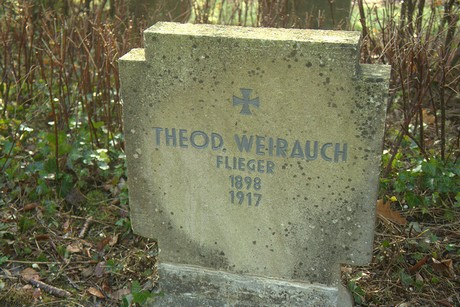 THEOD. WEIRAUCH
FLIEGER
1898
1917